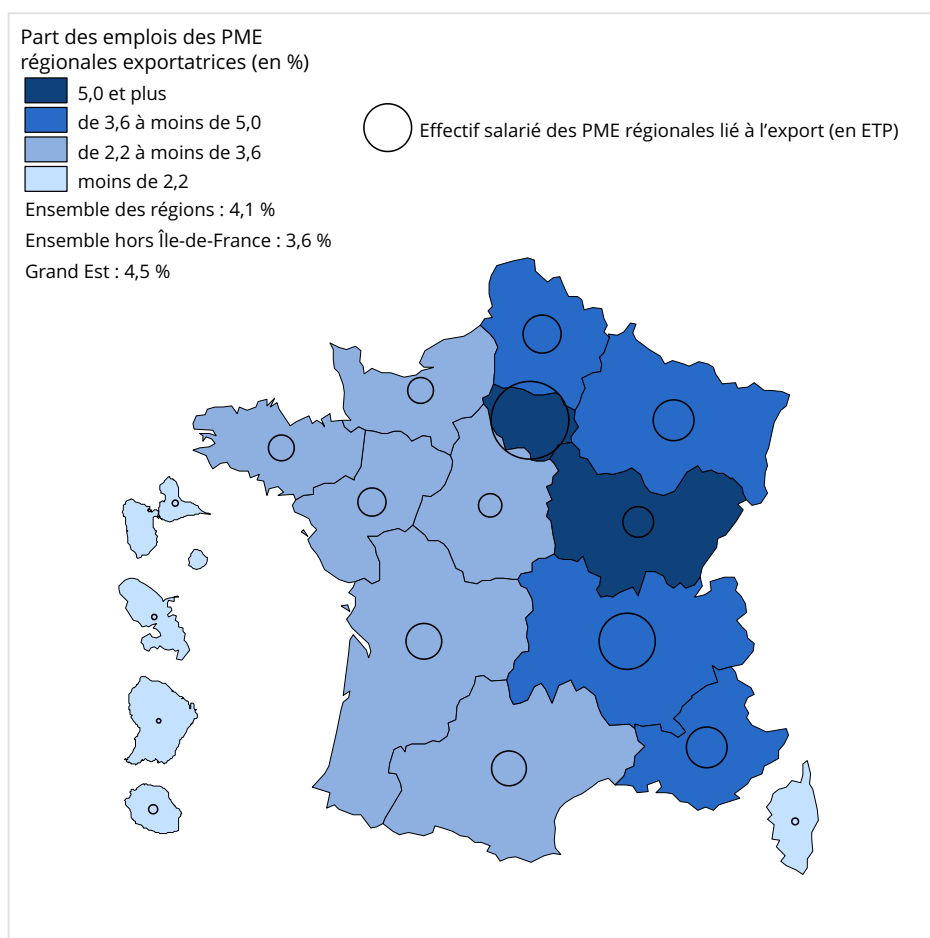 Part des emplois des PME
régionales exportatrices (en %)
5,0 et plus
de 3,6 à moins de 5,0
de 2,2 à moins de 3,6
moins de 2,2
Effectif salarié des PME régionales lié à l’export (en ETP)
Ensemble des régions : 4,1 %
Ensemble hors Île-de-France : 3,6 %
Grand Est : 4,5 %